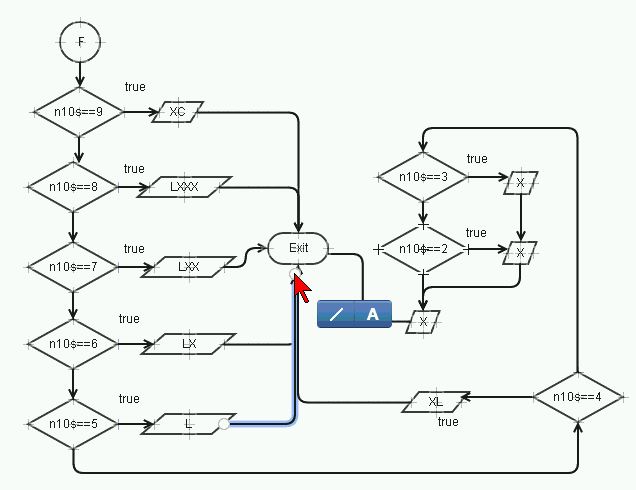 F
true
n10$==9
XC
true
n10$==8
LXXX
true
n10$==7
LXX
Exit
true
n10$==6
LX
true
n10$==5
L
true
n10$==3
X
true
n10$==2
X
A
X
XL
n10$==4
true